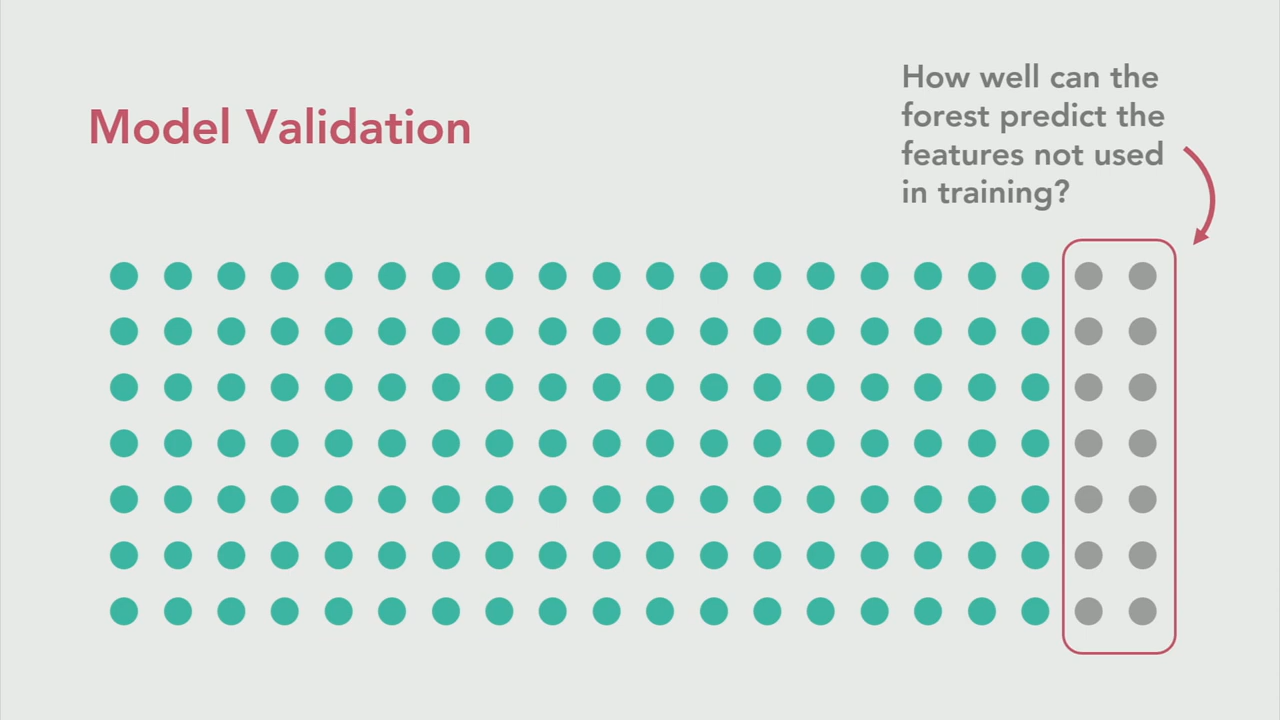 Model Validation
How well can the
forest predict the
features not used
in training?